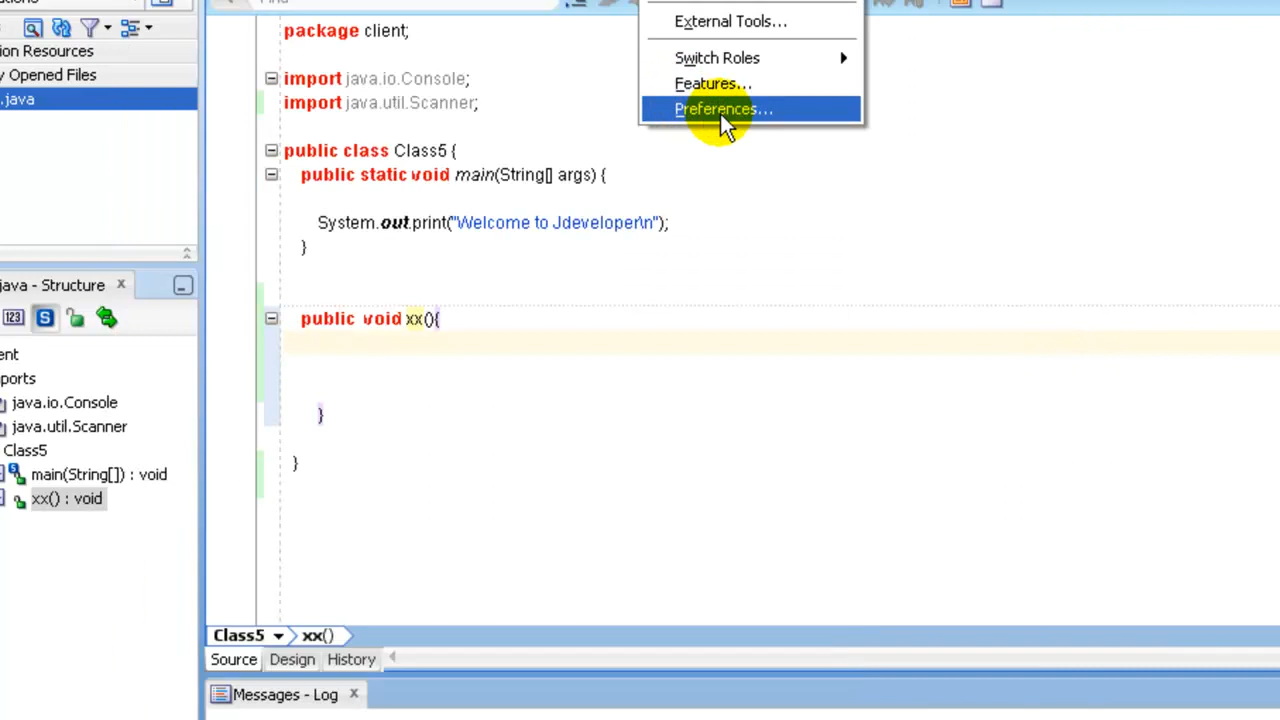 ations
Find
ion Resources
y Opened Files
.java
java - Structure
ent
ports
java.io.Console
java.util.Scanner
Class5
main(String[]) : void
xx() : void
External Tools...
Switch Roles
Features...
Preferences...
package client;
import java.io.Console;
import java.util.Scanner;
public class Class5 {
public static void main(String[] args) {
System.out.print("Welcome to Jdeveloper\n");
}
public void xx(){
}
}
Class5 xx()
Source Design History
Messages - Log